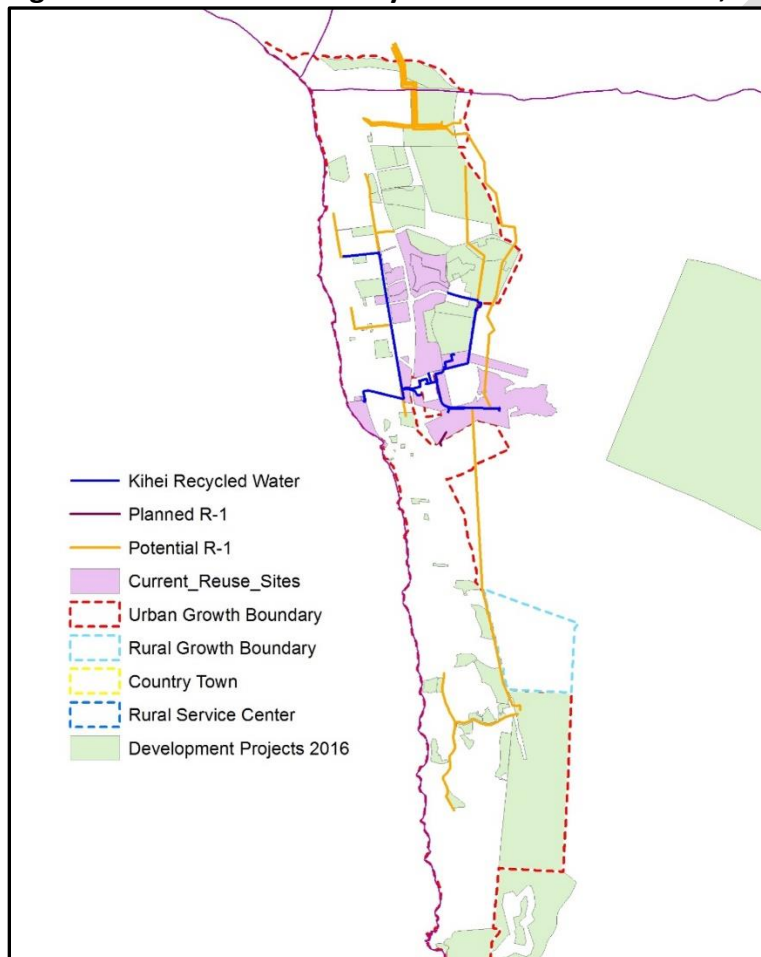 Kihei Recycled Water
Planned R-1
Potential R-1
Current_Reuse_Sites
Urban Growth Boundary
Rural Growth Boundary
Country Town
Rural Service Center
Development Projects 2016